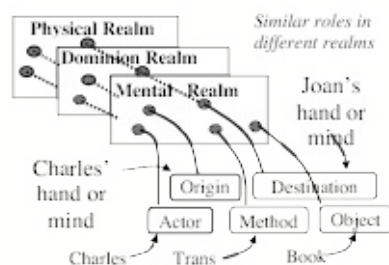 Physical Realm
Similar roles in
different realms
Dominion Realm
Mental Realm
Joan's
hand or
mind
Charles'
hand or
mind
Origin
Destination
Actor
Method
Object
Charles
Trans
Book